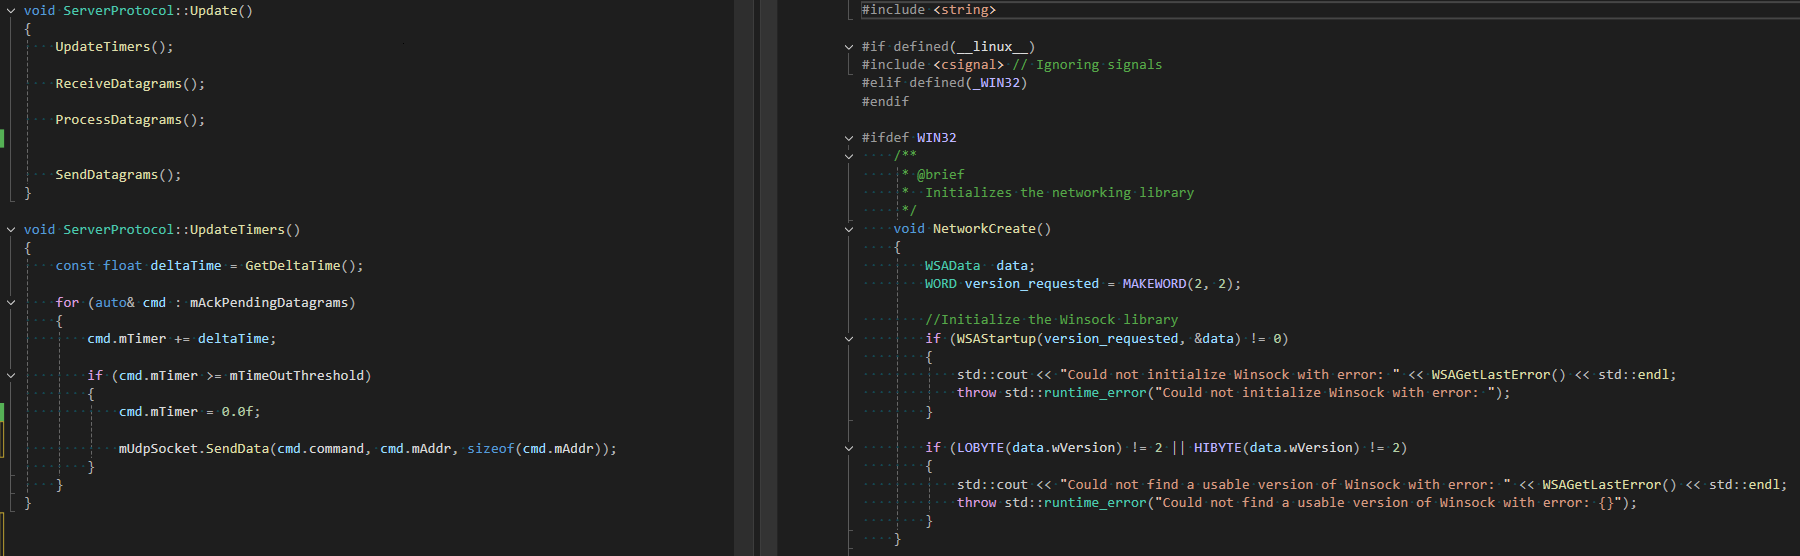 void ServerProtocol::Update()
{
UpdateTimers();
ReceiveDatagrams();
ProcessDatagrams();
SendDatagrams();
}
void ServerProtocol::UpdateTimers()
{
const float deltaTime = GetDeltaTime();
for (auto& cmd : mAckPendingDatagrams)
{
cmd.mTimer += deltaTime;
if (cmd.mTimer >= mTimeOutThreshold)
{
cmd.mTimer = 0.0f;
mUdpSocket.SendData(cmd.command, cmd.mAddr, sizeof(cmd.mAddr));
}
}
}
#include <string>
#if defined(__linux__)
#include <csignal> // Ignoring signals
#elif defined(_WIN32)
#endif
#ifdef WIN32
/**
* @brief
* Initializes the networking library
*/
void NetworkCreate()
{
WSAData data;
WORD version_requested = MAKEWORD(2, 2);
//Initialize the Winsock library
if (WSAStartup(version_requested, &data) != 0)
{
std::cout << "Could not initialize Winsock with error: " << WSAGetLastError() << std::endl;
throw std::runtime_error("Could not initialize Winsock with error: ");
}
if (LOBYTE(data.wVersion) != 2 || HIBYTE(data.wVersion) != 2)
{
std::cout << "Could not find a usable version of Winsock with error: " << WSAGetLastError() << std::endl;
throw std::runtime_error("Could not find a usable version of Winsock with error: {}");
}
}